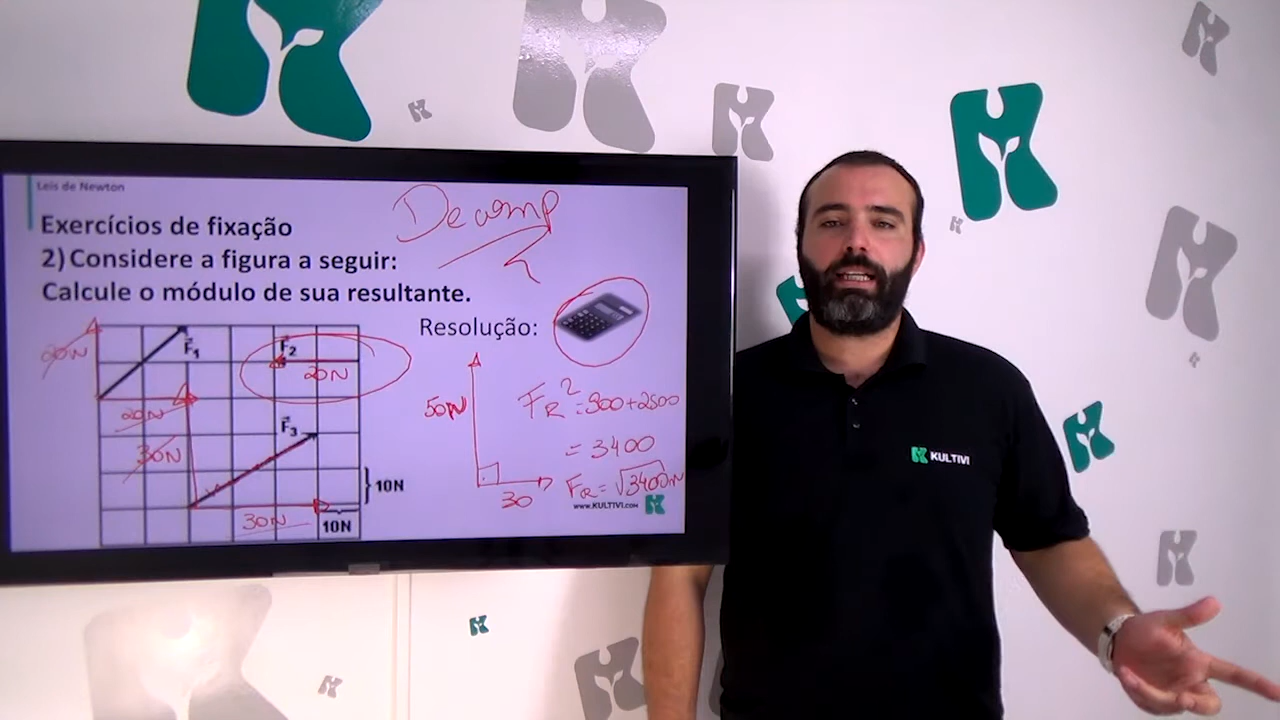 Leis de Newton
Exercícios de fixação
2) Considere a figura a seguir:
Calcule o módulo de sua resultante.
Decomp
Resolução:
20N
F₁
F₂
20N
20N
30N
F₃
10N
30N
10N
50N
30
FR² = 900 + 2500
= 3400
FR = √3400 N
www.KULTIVI.com
KULTIVI